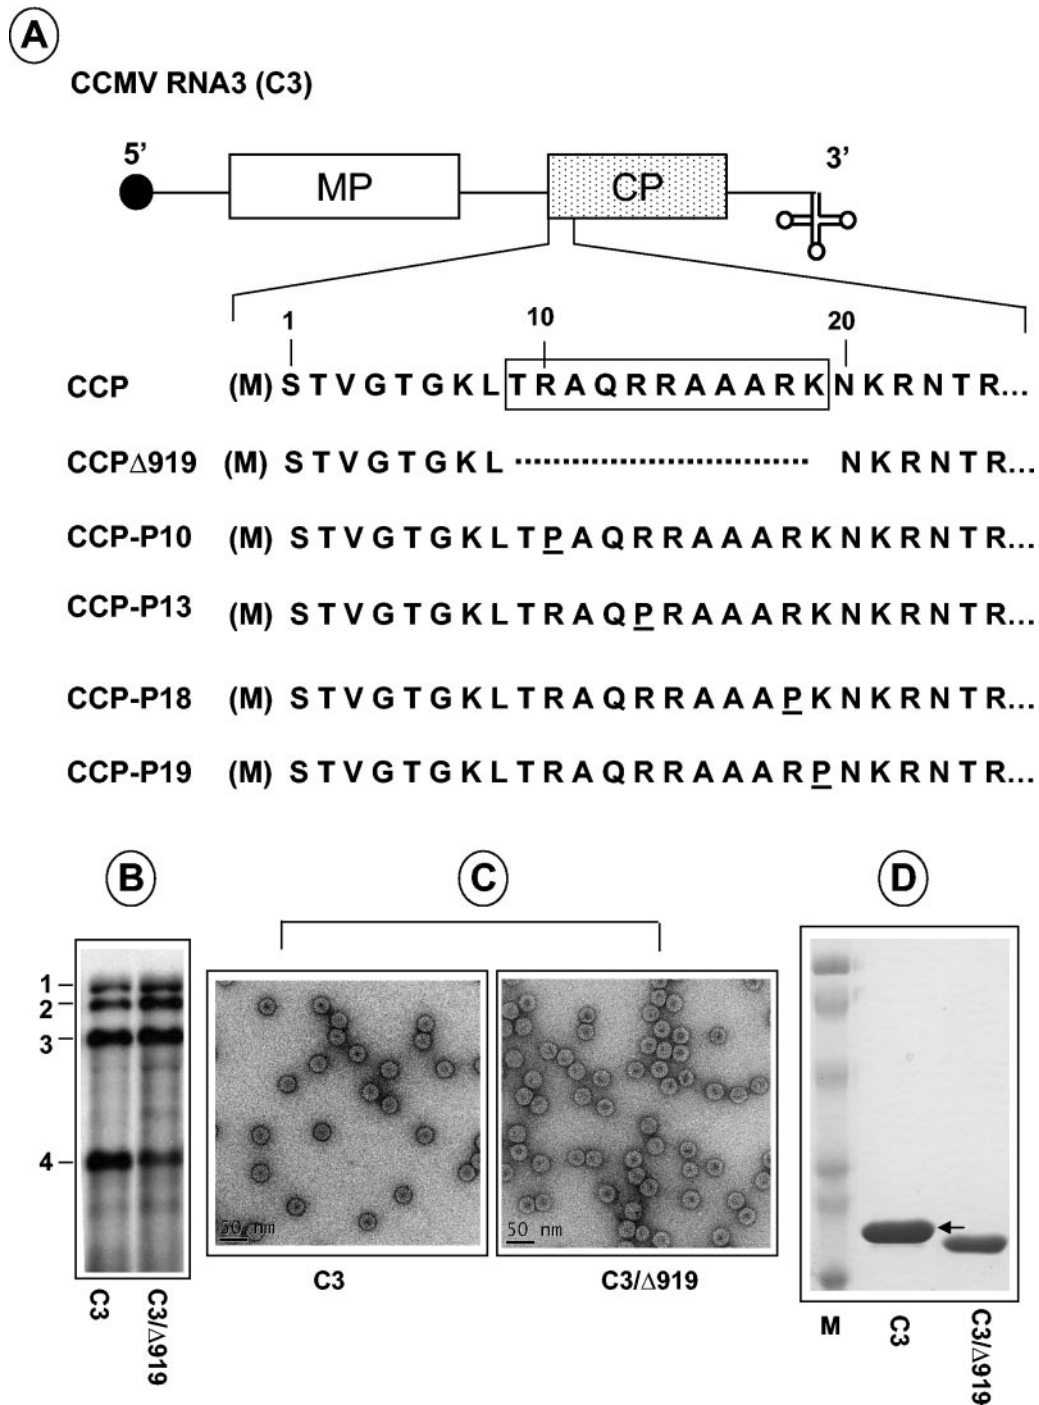 A
CCMV RNA3 (C3)
5’
MP
CP
3’
1
10
20
CCP (M) S T V G T G K L T R A Q R R A A A R K N K R N T R...
CCPΔ919 (M) S T V G T G K L N K R N T R...
CCP-P10 (M) S T V G T G K L T P A Q R R A A A R K N K R N T R...
CCP-P13 (M) S T V G T G K L T R A Q P R A A A R K N K R N T R...
CCP-P18 (M) S T V G T G K L T R A Q R R A A A P K N K R N T R...
CCP-P19 (M) S T V G T G K L T R A Q R R A A A R P N K R N T R...
B
C
D
1
2
3
4
C3
C3/Δ919
50 nm
50 nm
C3
C3/Δ919
M
C3
C3/Δ919